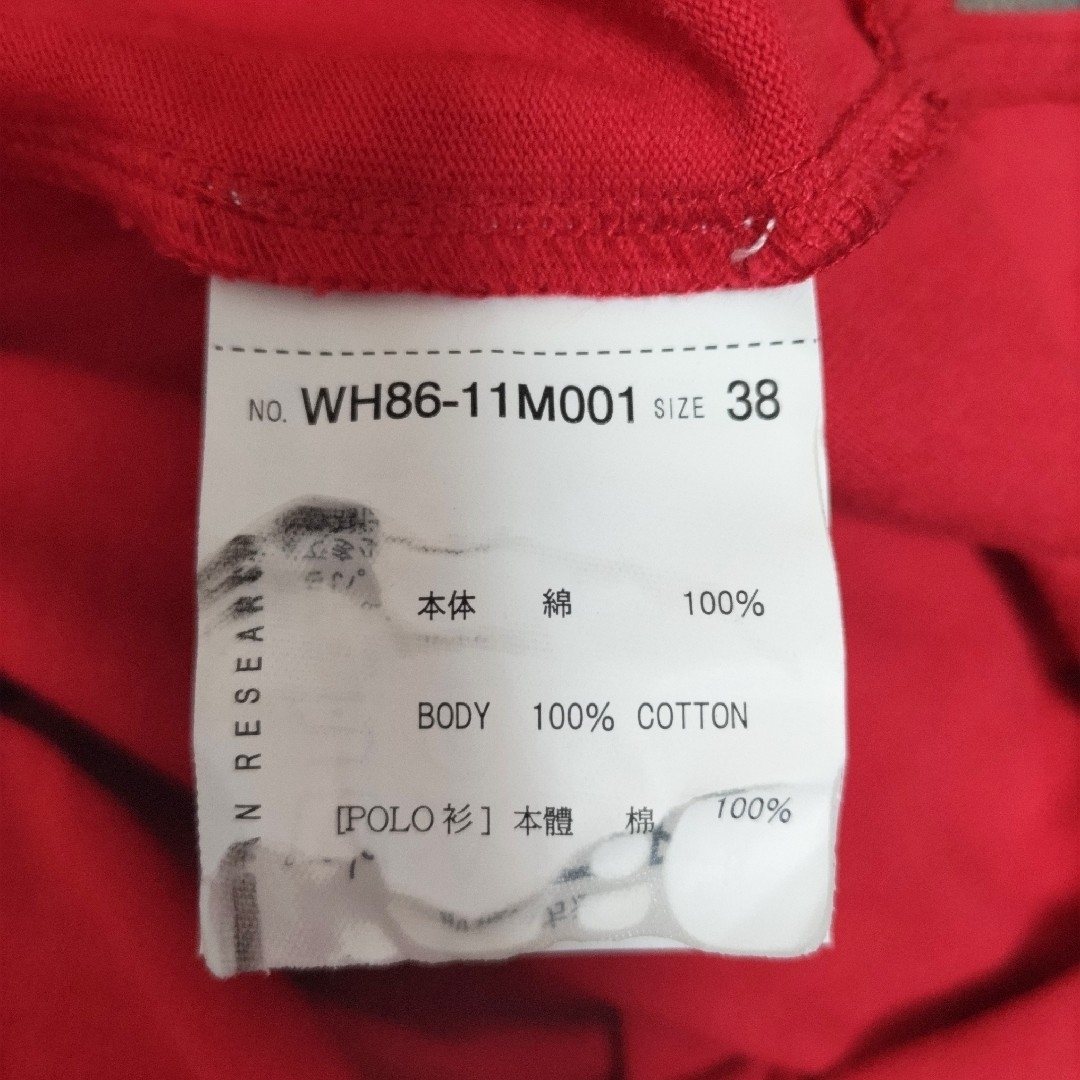 NO. WH86-11M001 SIZE 38
本体 綿 100%
BODY 100% COTTON
[POLO衫] 本體 棉 100%
AN RESEAR